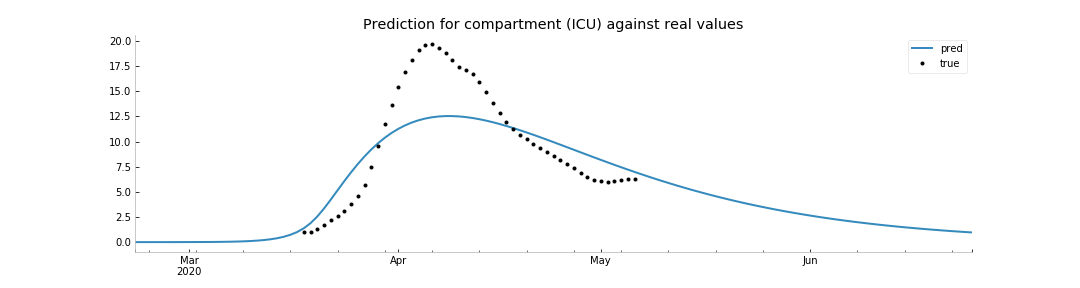 Prediction for compartment (ICU) against real values
20.0
17.5
15.0
12.5
10.0
7.5
5.0
2.5
0.0
Mar
2020
Apr
May
Jun
pred
true